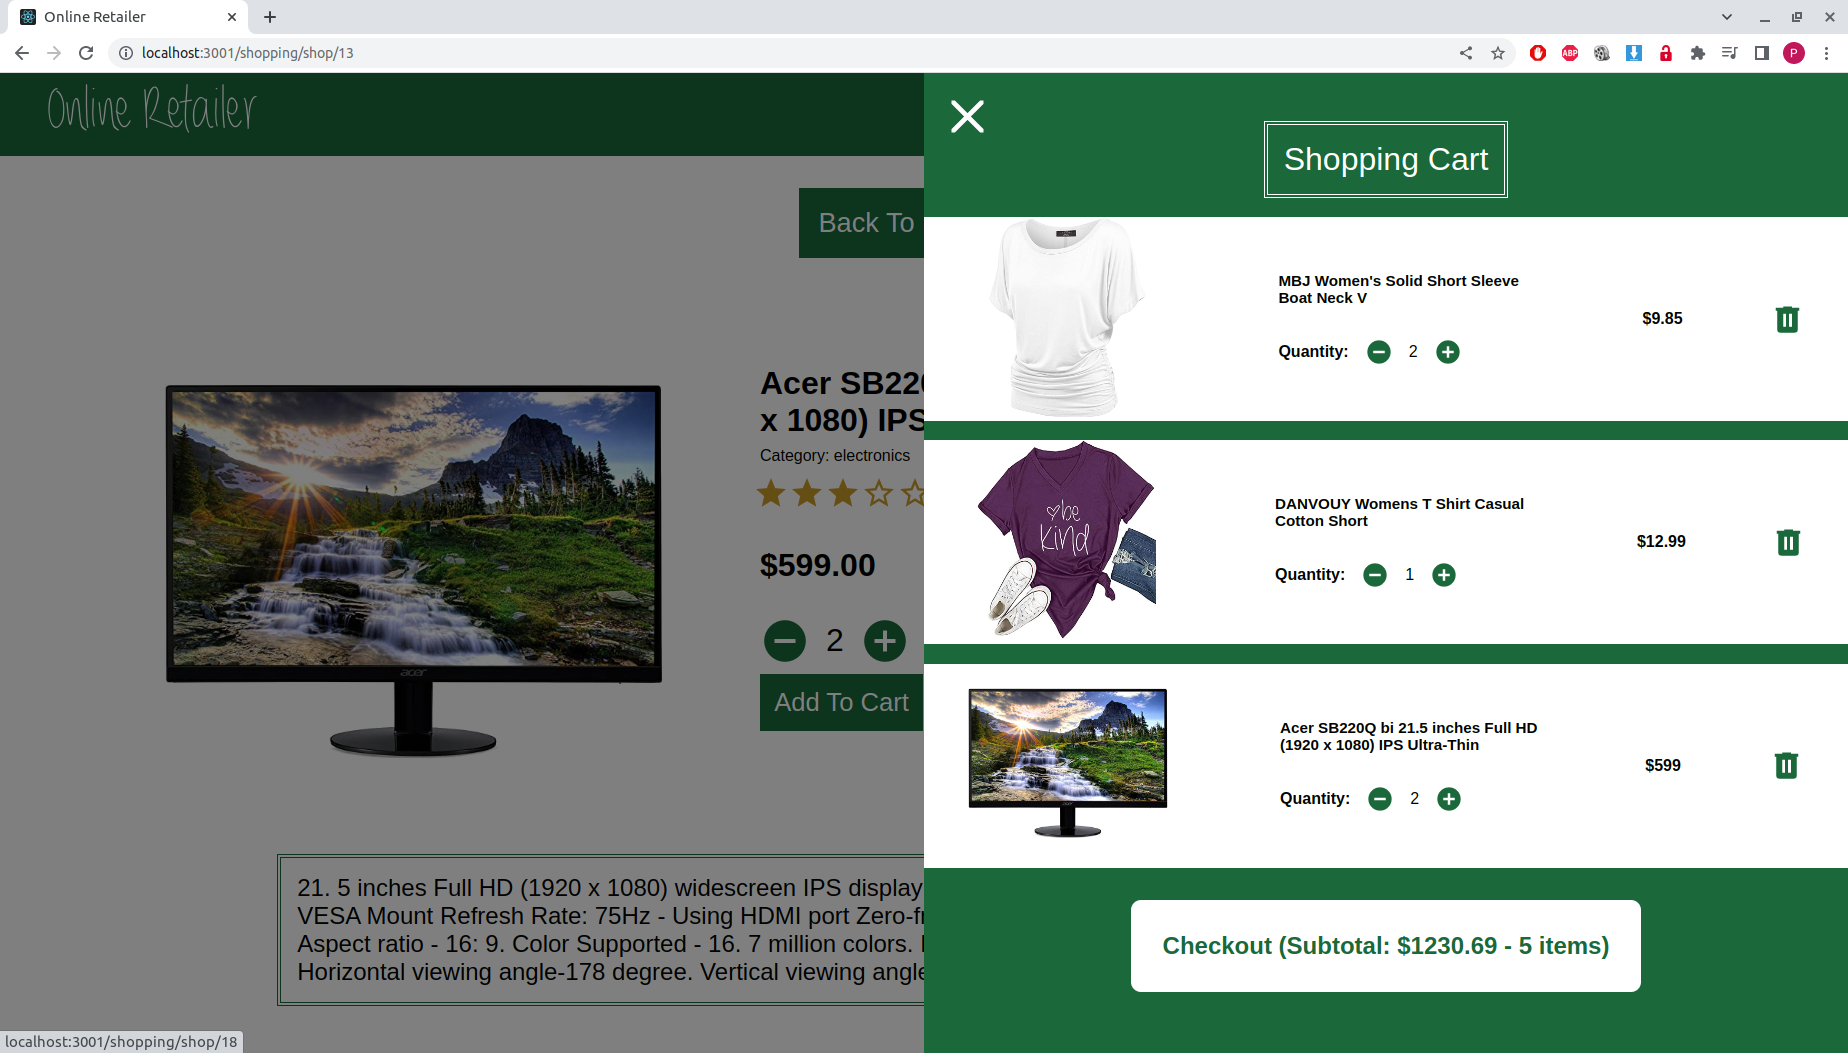 Online Retailer
localhost:3001/shopping/shop/13
ABP
P
Online Retailer
Back To
Acer SB220
x 1080) IPS
Category: electronics
$599.00
2
Add To Cart
acer
21. 5 inches Full HD (1920 x 1080) widescreen IPS display
VESA Mount Refresh Rate: 75Hz - Using HDMI port Zero-fr
Aspect ratio - 16: 9. Color Supported - 16. 7 million colors.
Horizontal viewing angle-178 degree. Vertical viewing angle
localhost:3001/shopping/shop/18
Shopping Cart
MBJ Women's Solid Short Sleeve
Boat Neck V
Quantity: 2
$9.85
be
kind
DANVOUY Womens T Shirt Casual
Cotton Short
Quantity: 1
$12.99
Acer SB220Q bi 21.5 inches Full HD
(1920 x 1080) IPS Ultra-Thin
Quantity: 2
$599
Checkout (Subtotal: $1230.69 - 5 items)